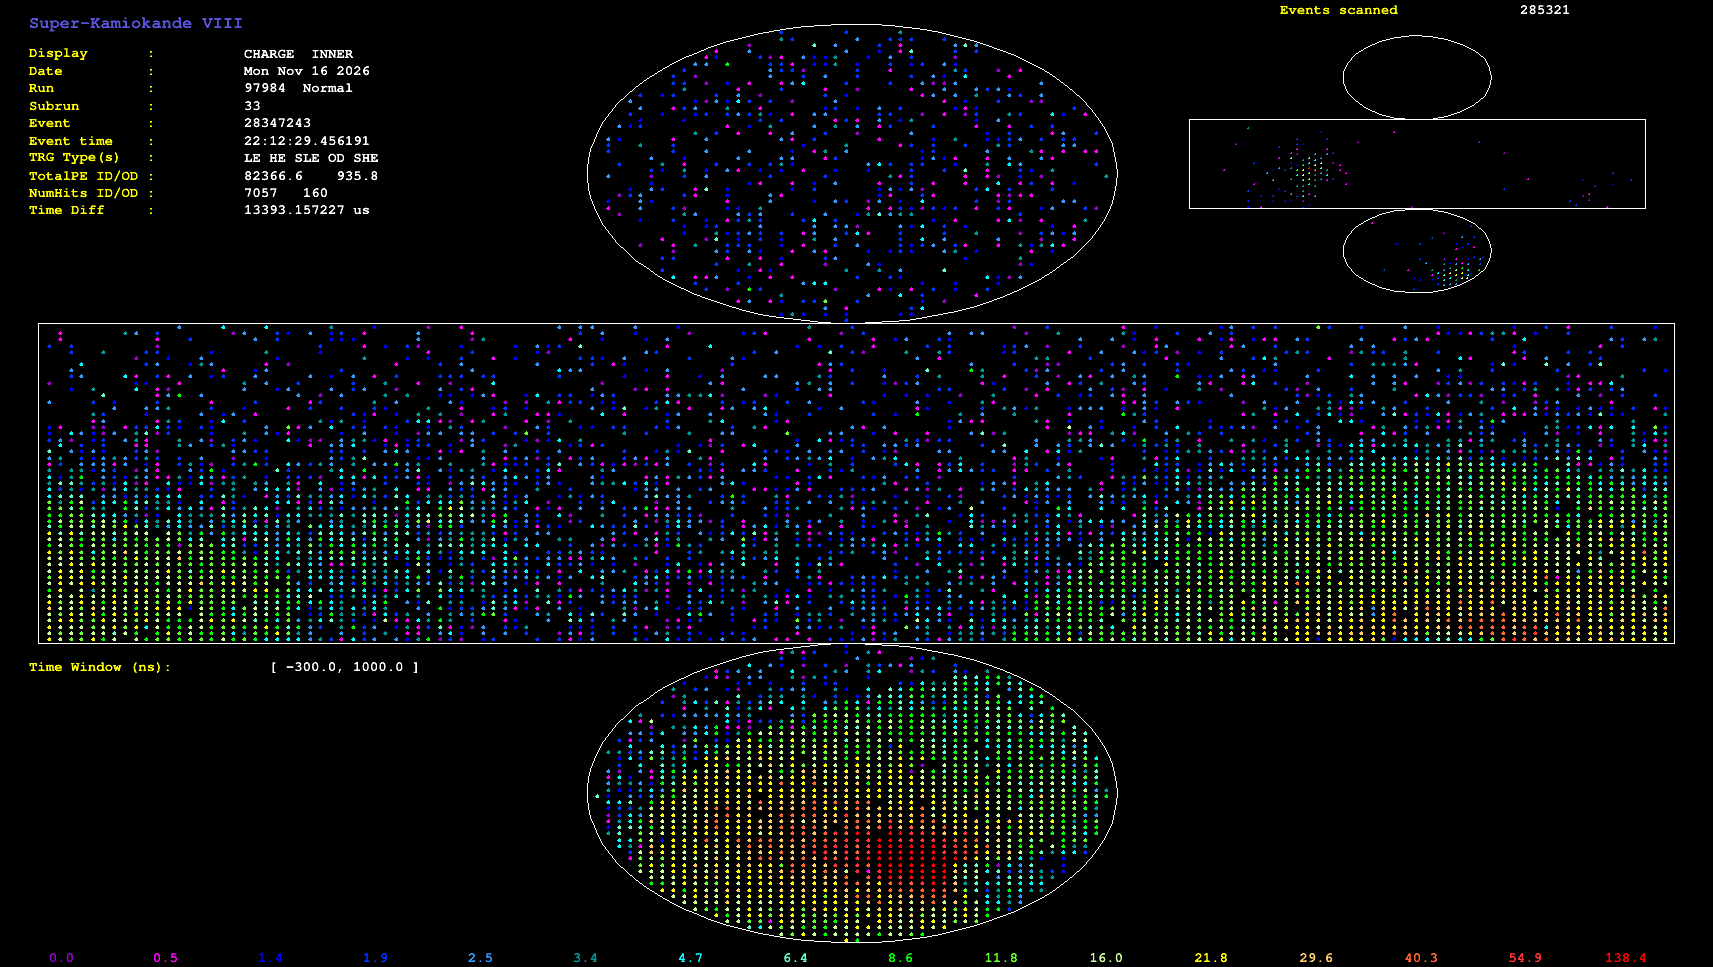 Super-Kamiokande VIII
Events scanned 285321
Display : CHARGE INNER
Date : Mon Nov 16 2026
Run : 97984 Normal
Subrun : 33
Event : 28347243
Event time : 22:12:29.456191
TRG Type(s) : LE HE SLE OD SHE
TotalPE ID/OD : 82366.6 935.8
NumHits ID/OD : 7057 160
Time Diff : 13393.157227 us
Time Window (ns): [ -300.0, 1000.0 ]
0.0 0.5 1.4 1.9 2.5 3.4 4.7 6.4 8.6 11.8 16.0 21.8 29.6 40.3 54.9 138.4